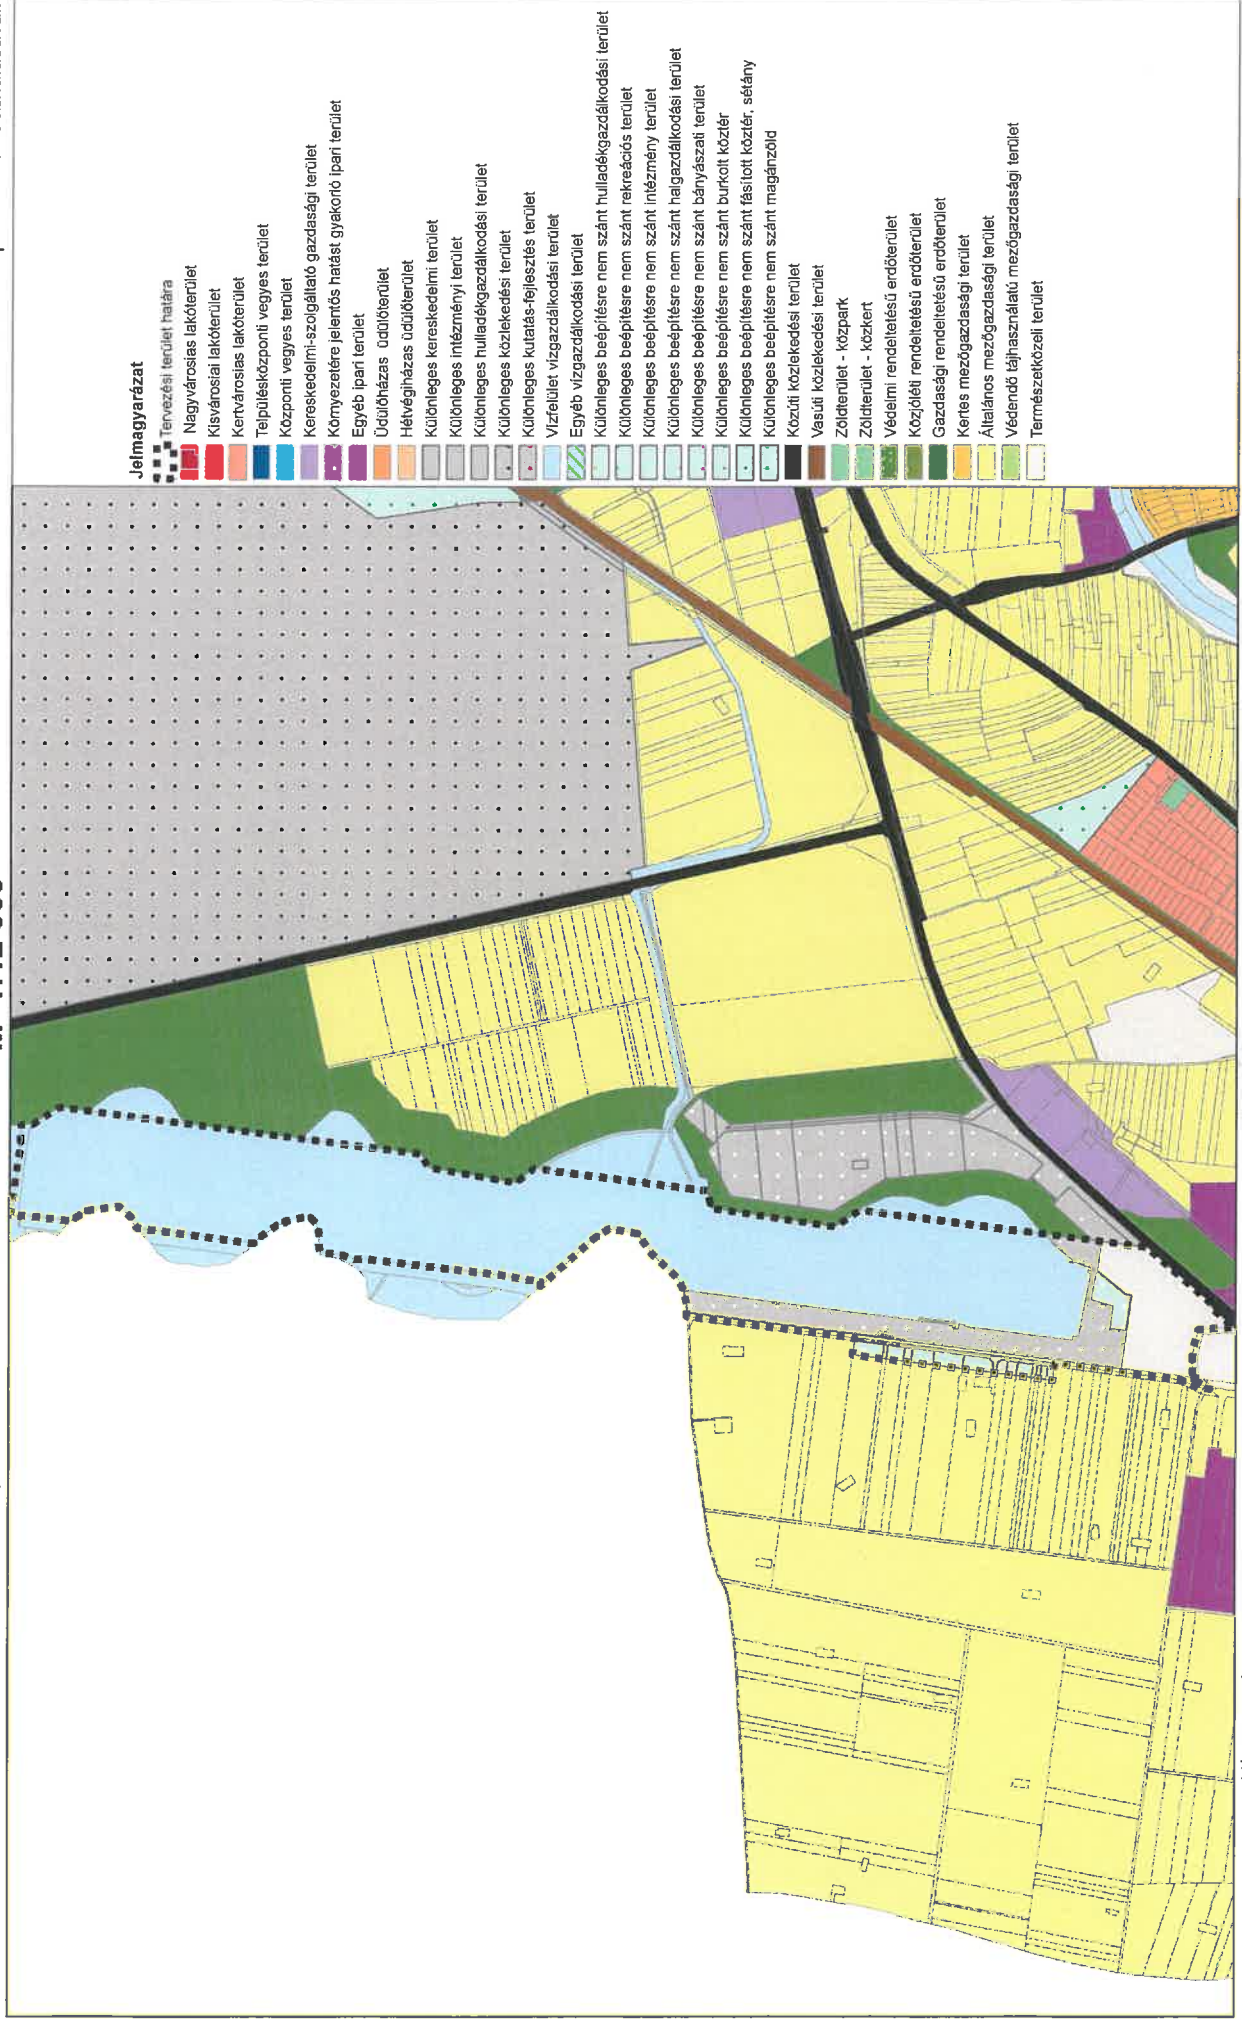 Jelmagyarázat
Tervezési terület határa
Nagyvárosias lakóterület
Kisvárosiai lakóterület
Kertvárosias lakóterület
Településközponti vegyes terület
Központi vegyes terület
Kereskedelmi-szolgáltató gazdasági terület
Környezetére jelentős hatást gyakorló ipari terület
Egyéb ipari terület
Üdülőházas üdülőterület
Hétvégiházas üdülőterület
Különleges kereskedelmi terület
Különleges intézményi terület
Különleges hulladékgazdálkodási terület
Különleges közlekedési terület
Különleges kutatás-fejlesztés terület
Vízfelület vízgazdálkodási terület
Egyéb vízgazdálkodási terület
Különleges beépítésre nem szánt hulladékgazdálkodási terület
Különleges beépítésre nem szánt rekreációs terület
Különleges beépítésre nem szánt intézmény terület
Különleges beépítésre nem szánt halgazdálkodási terület
Különleges beépítésre nem szánt bányászati terület
Különleges beépítésre nem szánt burkolt köztér
Különleges beépítésre nem szánt fásított köztér, sétány
Különleges beépítésre nem szánt magánzöld
Közúti közlekedési terület
Vasúti közlekedési terület
Zöldterület - közpark
Zöldterület - közkert
Védelmi rendeltetésű erdőterület
Közjóléti rendeltetésű erdőterület
Gazdasági rendeltetésű erdőterület
Kertes mezőgazdasági terület
Általános mezőgazdasági terület
Védendő tájhasználatú mezőgazdasági terület
Természetközeli terület